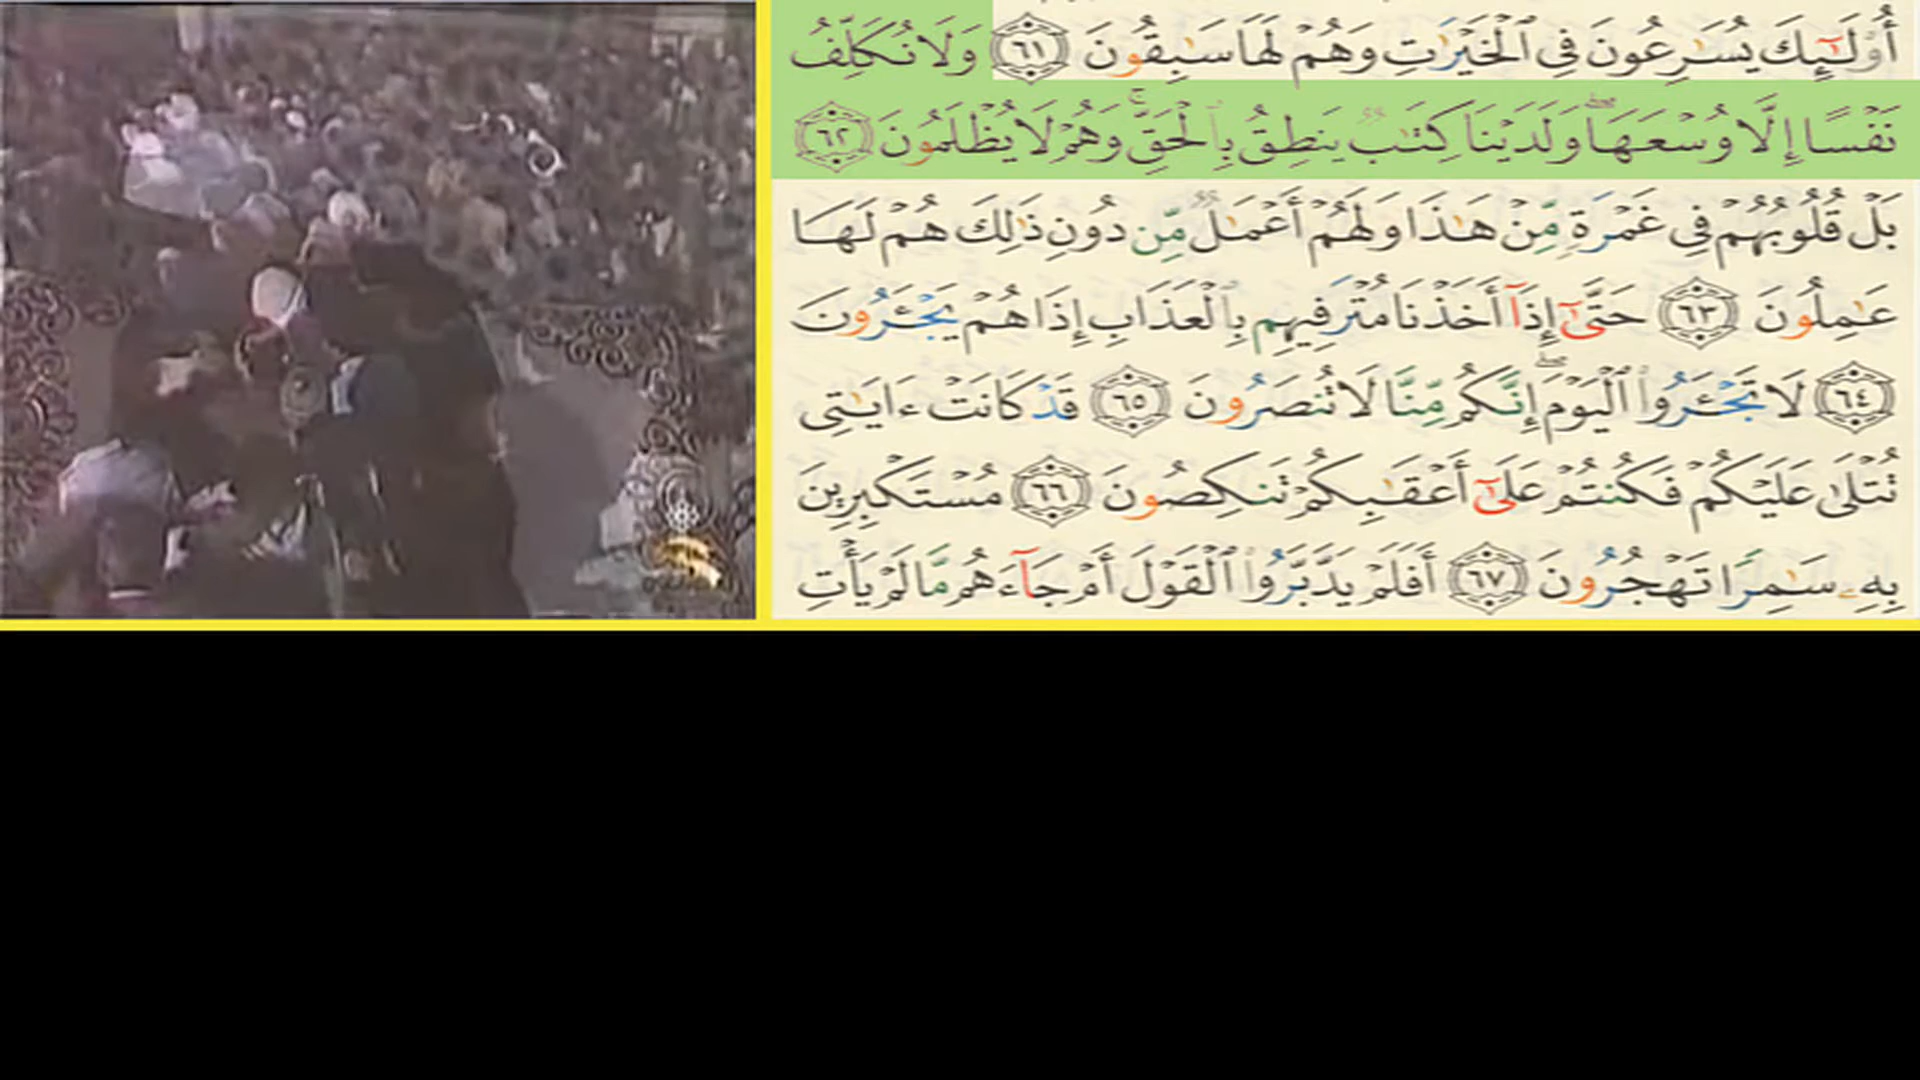 أُو۟لَـٰٓئِكَ يُسَـٰرِعُونَ فِى ٱلْخَيْرَٰتِ وَهُمْ لَهَا سَـٰبِقُونَ ٦١ وَلَا نُكَلِّفُ
نَفْسًا إِلَّا وُسْعَهَا ۖ وَلَدَيْنَا كِتَـٰبٌ يَنطِقُ بِٱلْحَقِّ ۚ وَهُمْ لَا يُظْلَمُونَ ٦٢
بَلْ قُلُوبُهُمْ فِى غَمْرَةٍ مِّنْ هَـٰذَا وَلَهُمْ أَعْمَـٰلٌ مِّن دُونِ ذَٰلِكَ هُمْ لَهَا
عَـٰمِلُونَ ٦٣ حَتَّىٰٓ إِذَآ أَخَذْنَا مُتْرَفِيهِم بِٱلْعَذَابِ إِذَا هُمْ يَجْـَٔرُونَ
٦٤ لَا تَجْـَٔرُوا۟ ٱلْيَوْمَ ۖ إِنَّكُم مِّنَّا لَا تُنصَرُونَ ٦٥ قَدْ كَانَتْ ءَايَـٰتِى
تُتْلَىٰ عَلَيْكُمْ فَكُنتُمْ عَلَىٰٓ أَعْقَـٰبِكُمْ تَنكِصُونَ ٦٦ مُسْتَكْبِرِينَ
بِهِۦ سَـٰمِرًا تَهْجُرُونَ ٦٧ أَفَلَمْ يَدَّبَّرُوا۟ ٱلْقَوْلَ أَمْ جَآءَهُم مَّا لَمْ يَأْتِ